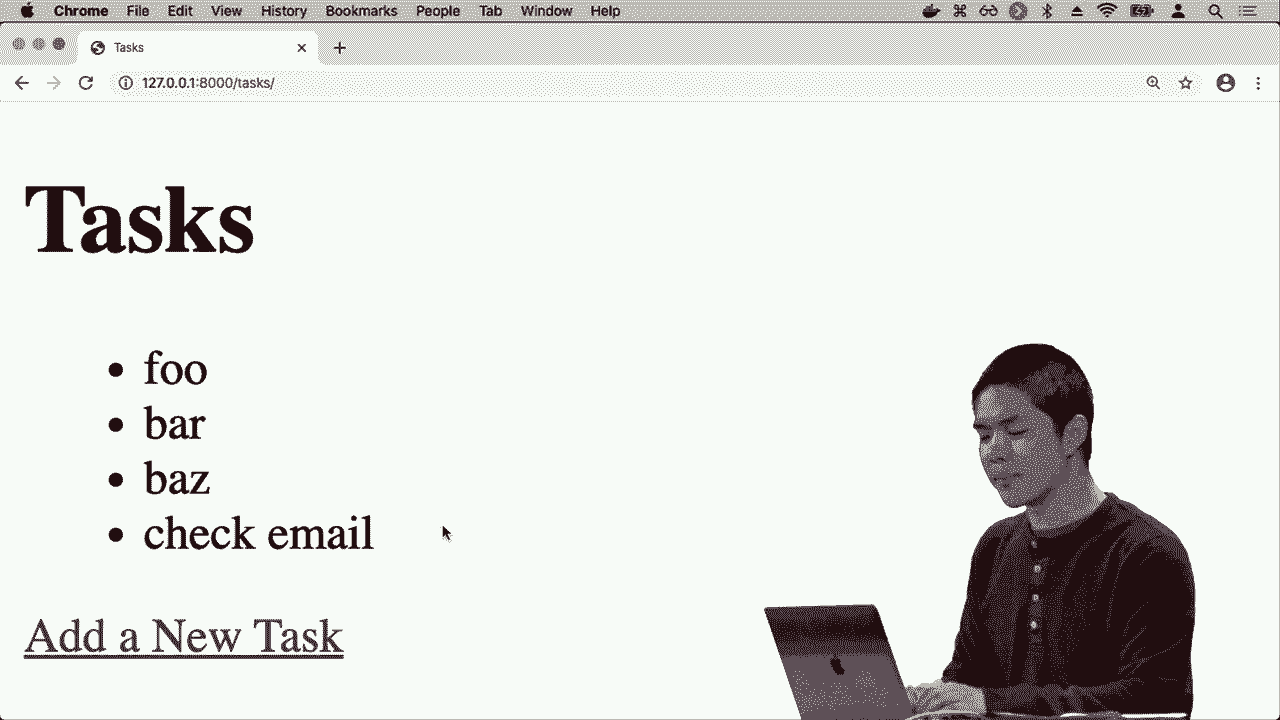 Chrome File Edit View History Bookmarks People Tab Window Help
Tasks
127.0.0.1:8000/tasks/
Tasks
foo
bar
baz
check email
Add a New Task